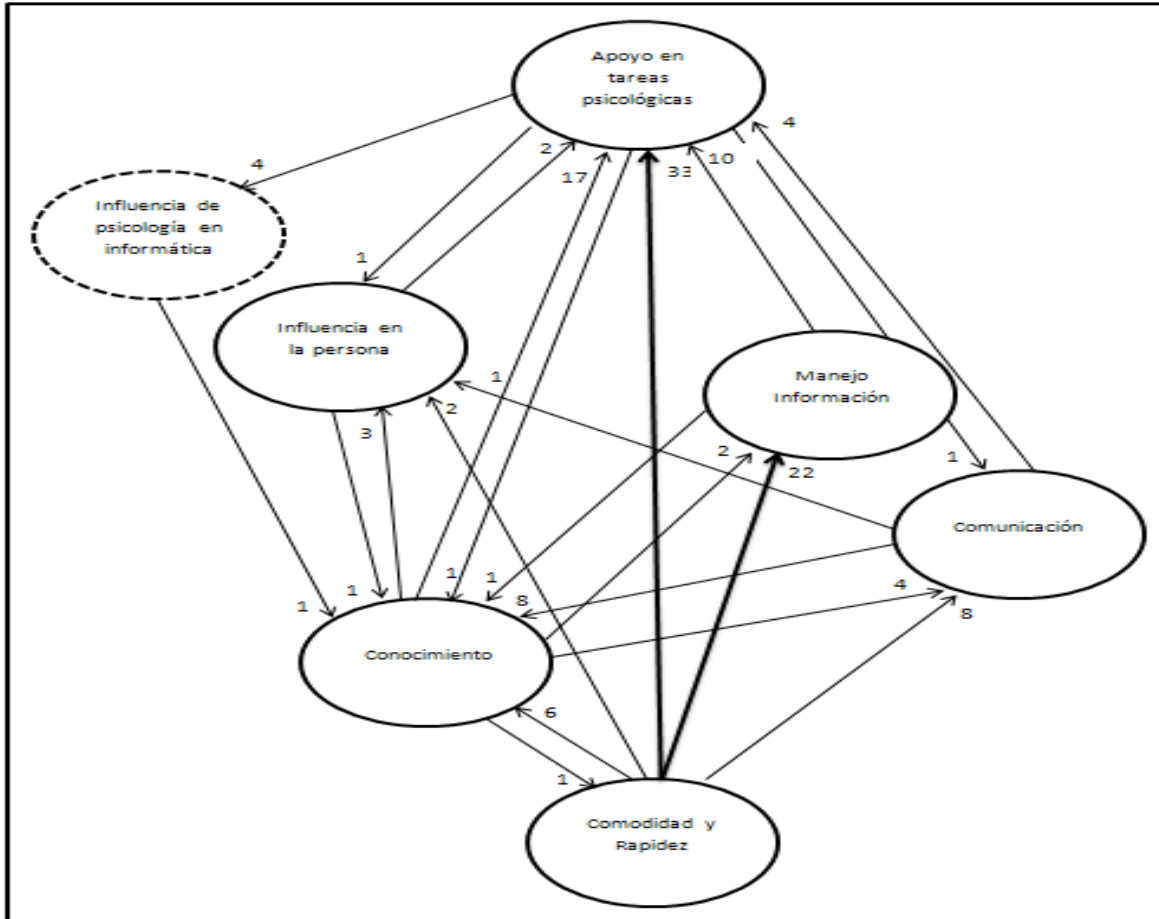 Apoyo en
tareas
psicológicas
4
2
17
33
10
4
Influencia de
psicología en
informática
1
Influencia en
la persona
1
2
3
Manejo
Información
2
22
1
Comunicación
1
1
1
1
8
4
8
Conocimiento
6
1
Comodidad y
Rapidez